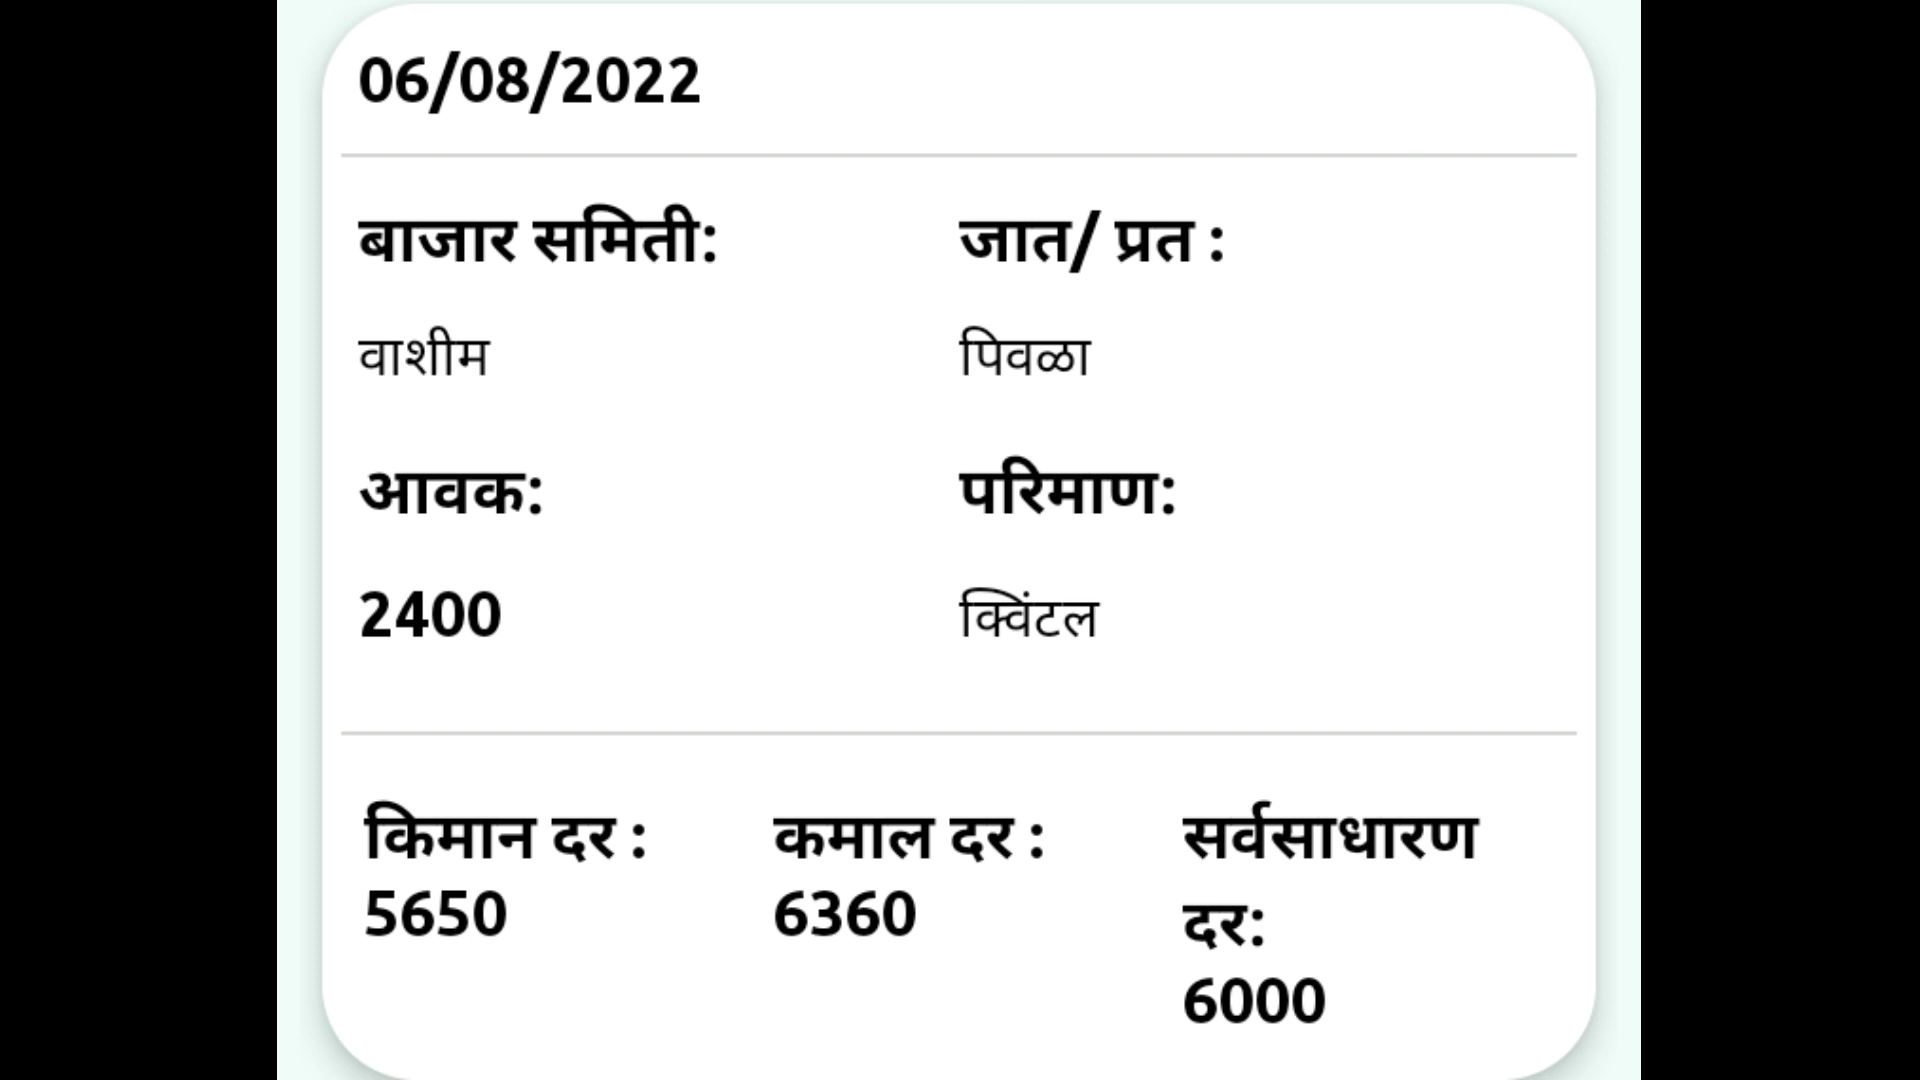 06/08/2022
बाजार समिती: जात/ प्रत :
वाशीम पिवळा
आवक: परिमाण:
2400 क्विंटल
किमान दर : कमाल दर : सर्वसाधारण
5650 6360 दर:
6000